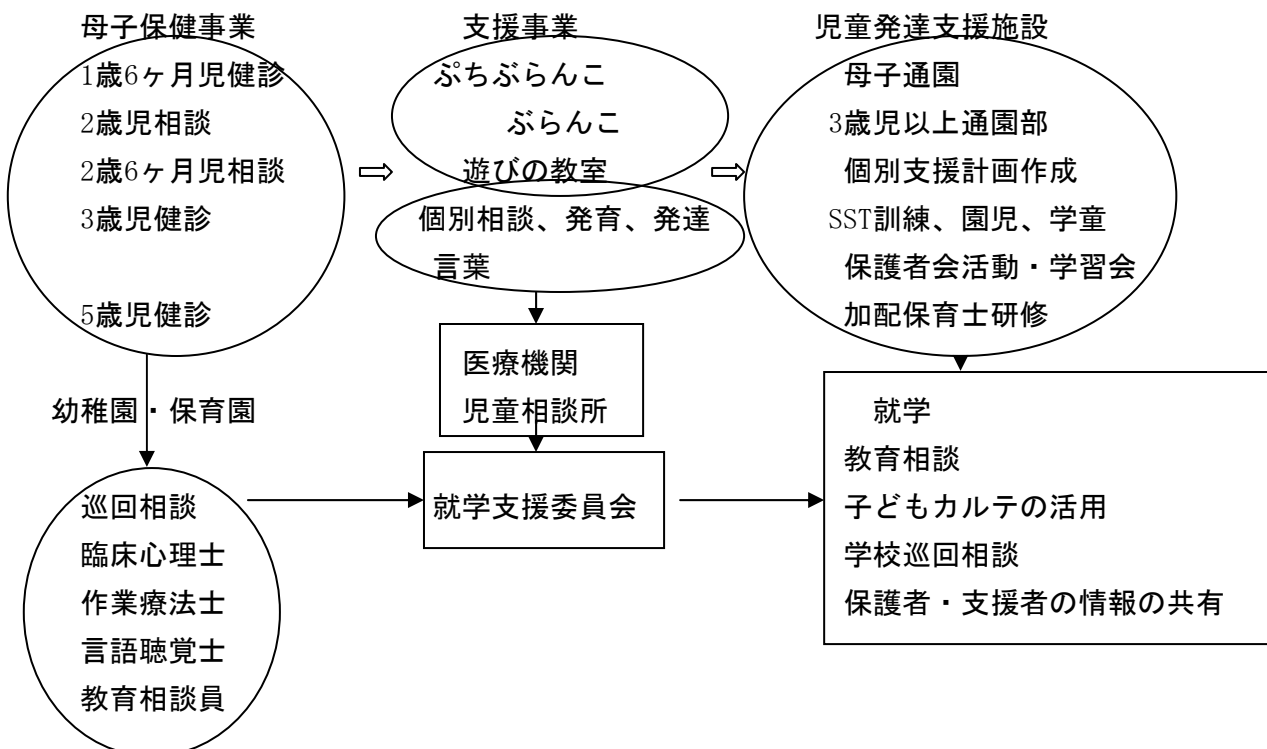 母子保健事業
1歳6ヶ月児健診
2歳児相談
2歳6ヶ月児相談
3歳児健診
5歳児健診
支援事業
ぷちぶらんこ
ぶらんこ
遊びの教室
個別相談、発育、発達
言葉
児童発達支援施設
母子通園
3歳児以上通園部
個別支援計画作成
SST訓練、園児、学童
保護者会活動・学習会
加配保育士研修
医療機関
児童相談所
幼稚園・保育園
巡回相談
臨床心理士
作業療法士
言語聴覚士
教育相談員
就学支援委員会
就学
教育相談
子どもカルテの活用
学校巡回相談
保護者・支援者の情報の共有